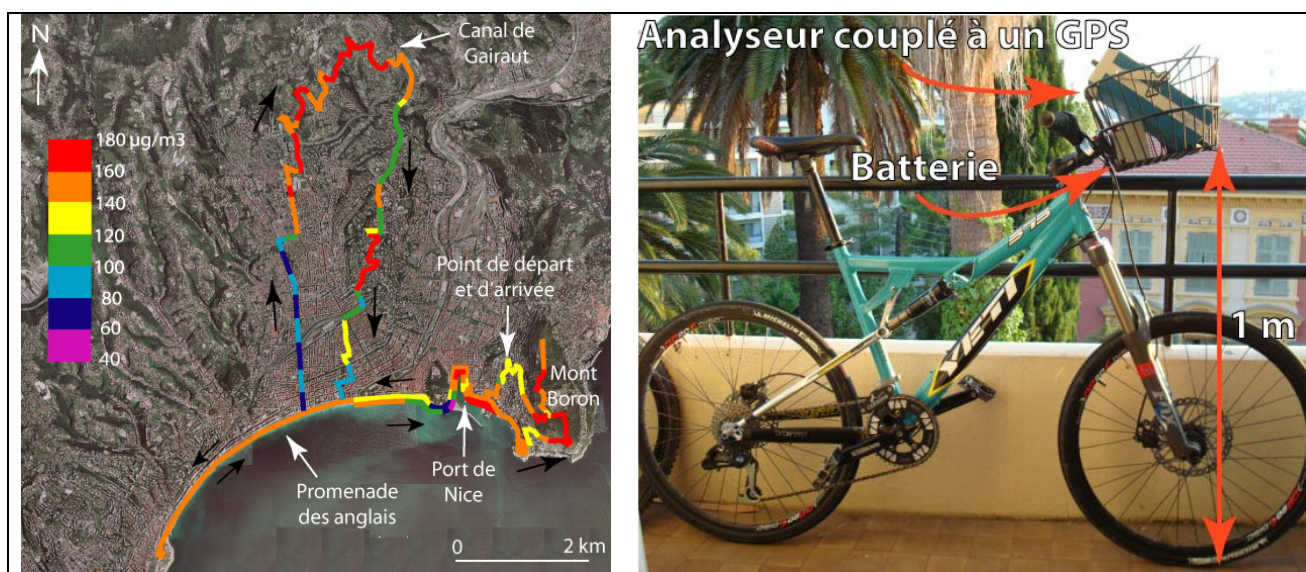 N
Canal de
Gairaut
180 µg/m3
160
140
120
100
80
60
40
Point de départ
et d'arrivée
Mont
Boron
Port de
Nice
Promenade
des anglais
0 2 km
Analyseur couplé à un GPS
Batterie
1 m
575
YETI